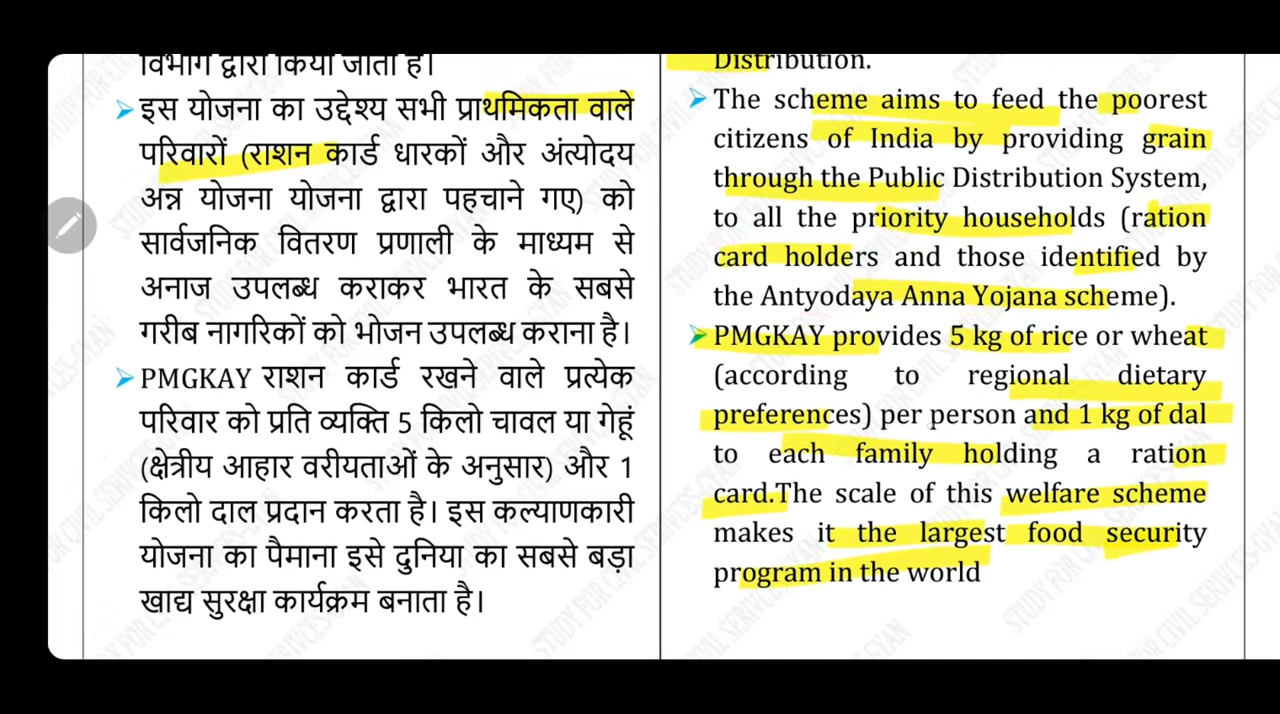 विभाग द्वारा किया जाता है।
➢ इस योजना का उद्देश्य सभी प्राथमिकता वाले
परिवारों (राशन कार्ड धारकों और अंत्योदय
अन्न योजना योजना द्वारा पहचाने गए) को
सार्वजनिक वितरण प्रणाली के माध्यम से
अनाज उपलब्ध कराकर भारत के सबसे
गरीब नागरिकों को भोजन उपलब्ध कराना है।
➢ PMGKAY राशन कार्ड रखने वाले प्रत्येक
परिवार को प्रति व्यक्ति 5 किलो चावल या गेहूं
(क्षेत्रीय आहार वरीयताओं के अनुसार) और 1
किलो दाल प्रदान करता है। इस कल्याणकारी
योजना का पैमाना इसे दुनिया का सबसे बड़ा
खाद्य सुरक्षा कार्यक्रम बनाता है।
Distribution.
➢ The scheme aims to feed the poorest
citizens of India by providing grain
through the Public Distribution System,
to all the priority households (ration
card holders and those identified by
the Antyodaya Anna Yojana scheme).
➢ PMGKAY provides 5 kg of rice or wheat
(according to regional dietary
preferences) per person and 1 kg of dal
to each family holding a ration
card.The scale of this welfare scheme
makes it the largest food security
program in the world